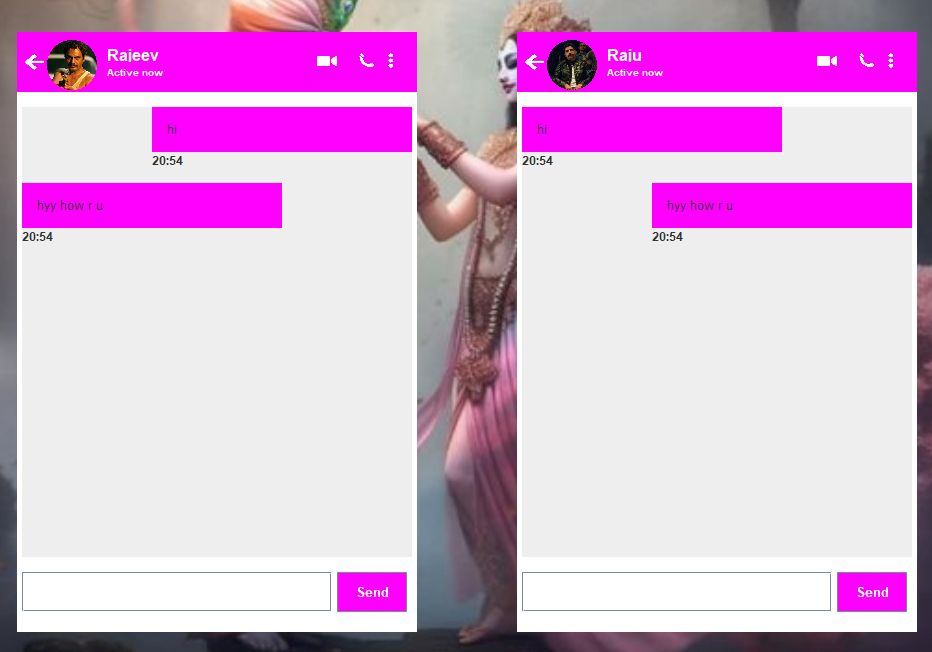 Rajeev
Active now
hi
20:54
hyy how r u
20:54
Send
Raju
Active now
hi
20:54
hyy how r u
20:54
Send